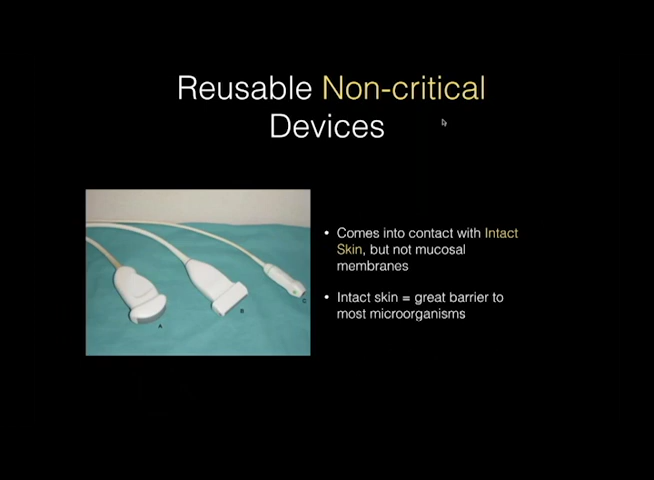 Reusable Non-critical
Devices
• Comes into contact with Intact
Skin, but not mucosal
membranes
• Intact skin = great barrier to
most microorganisms
A
B
C